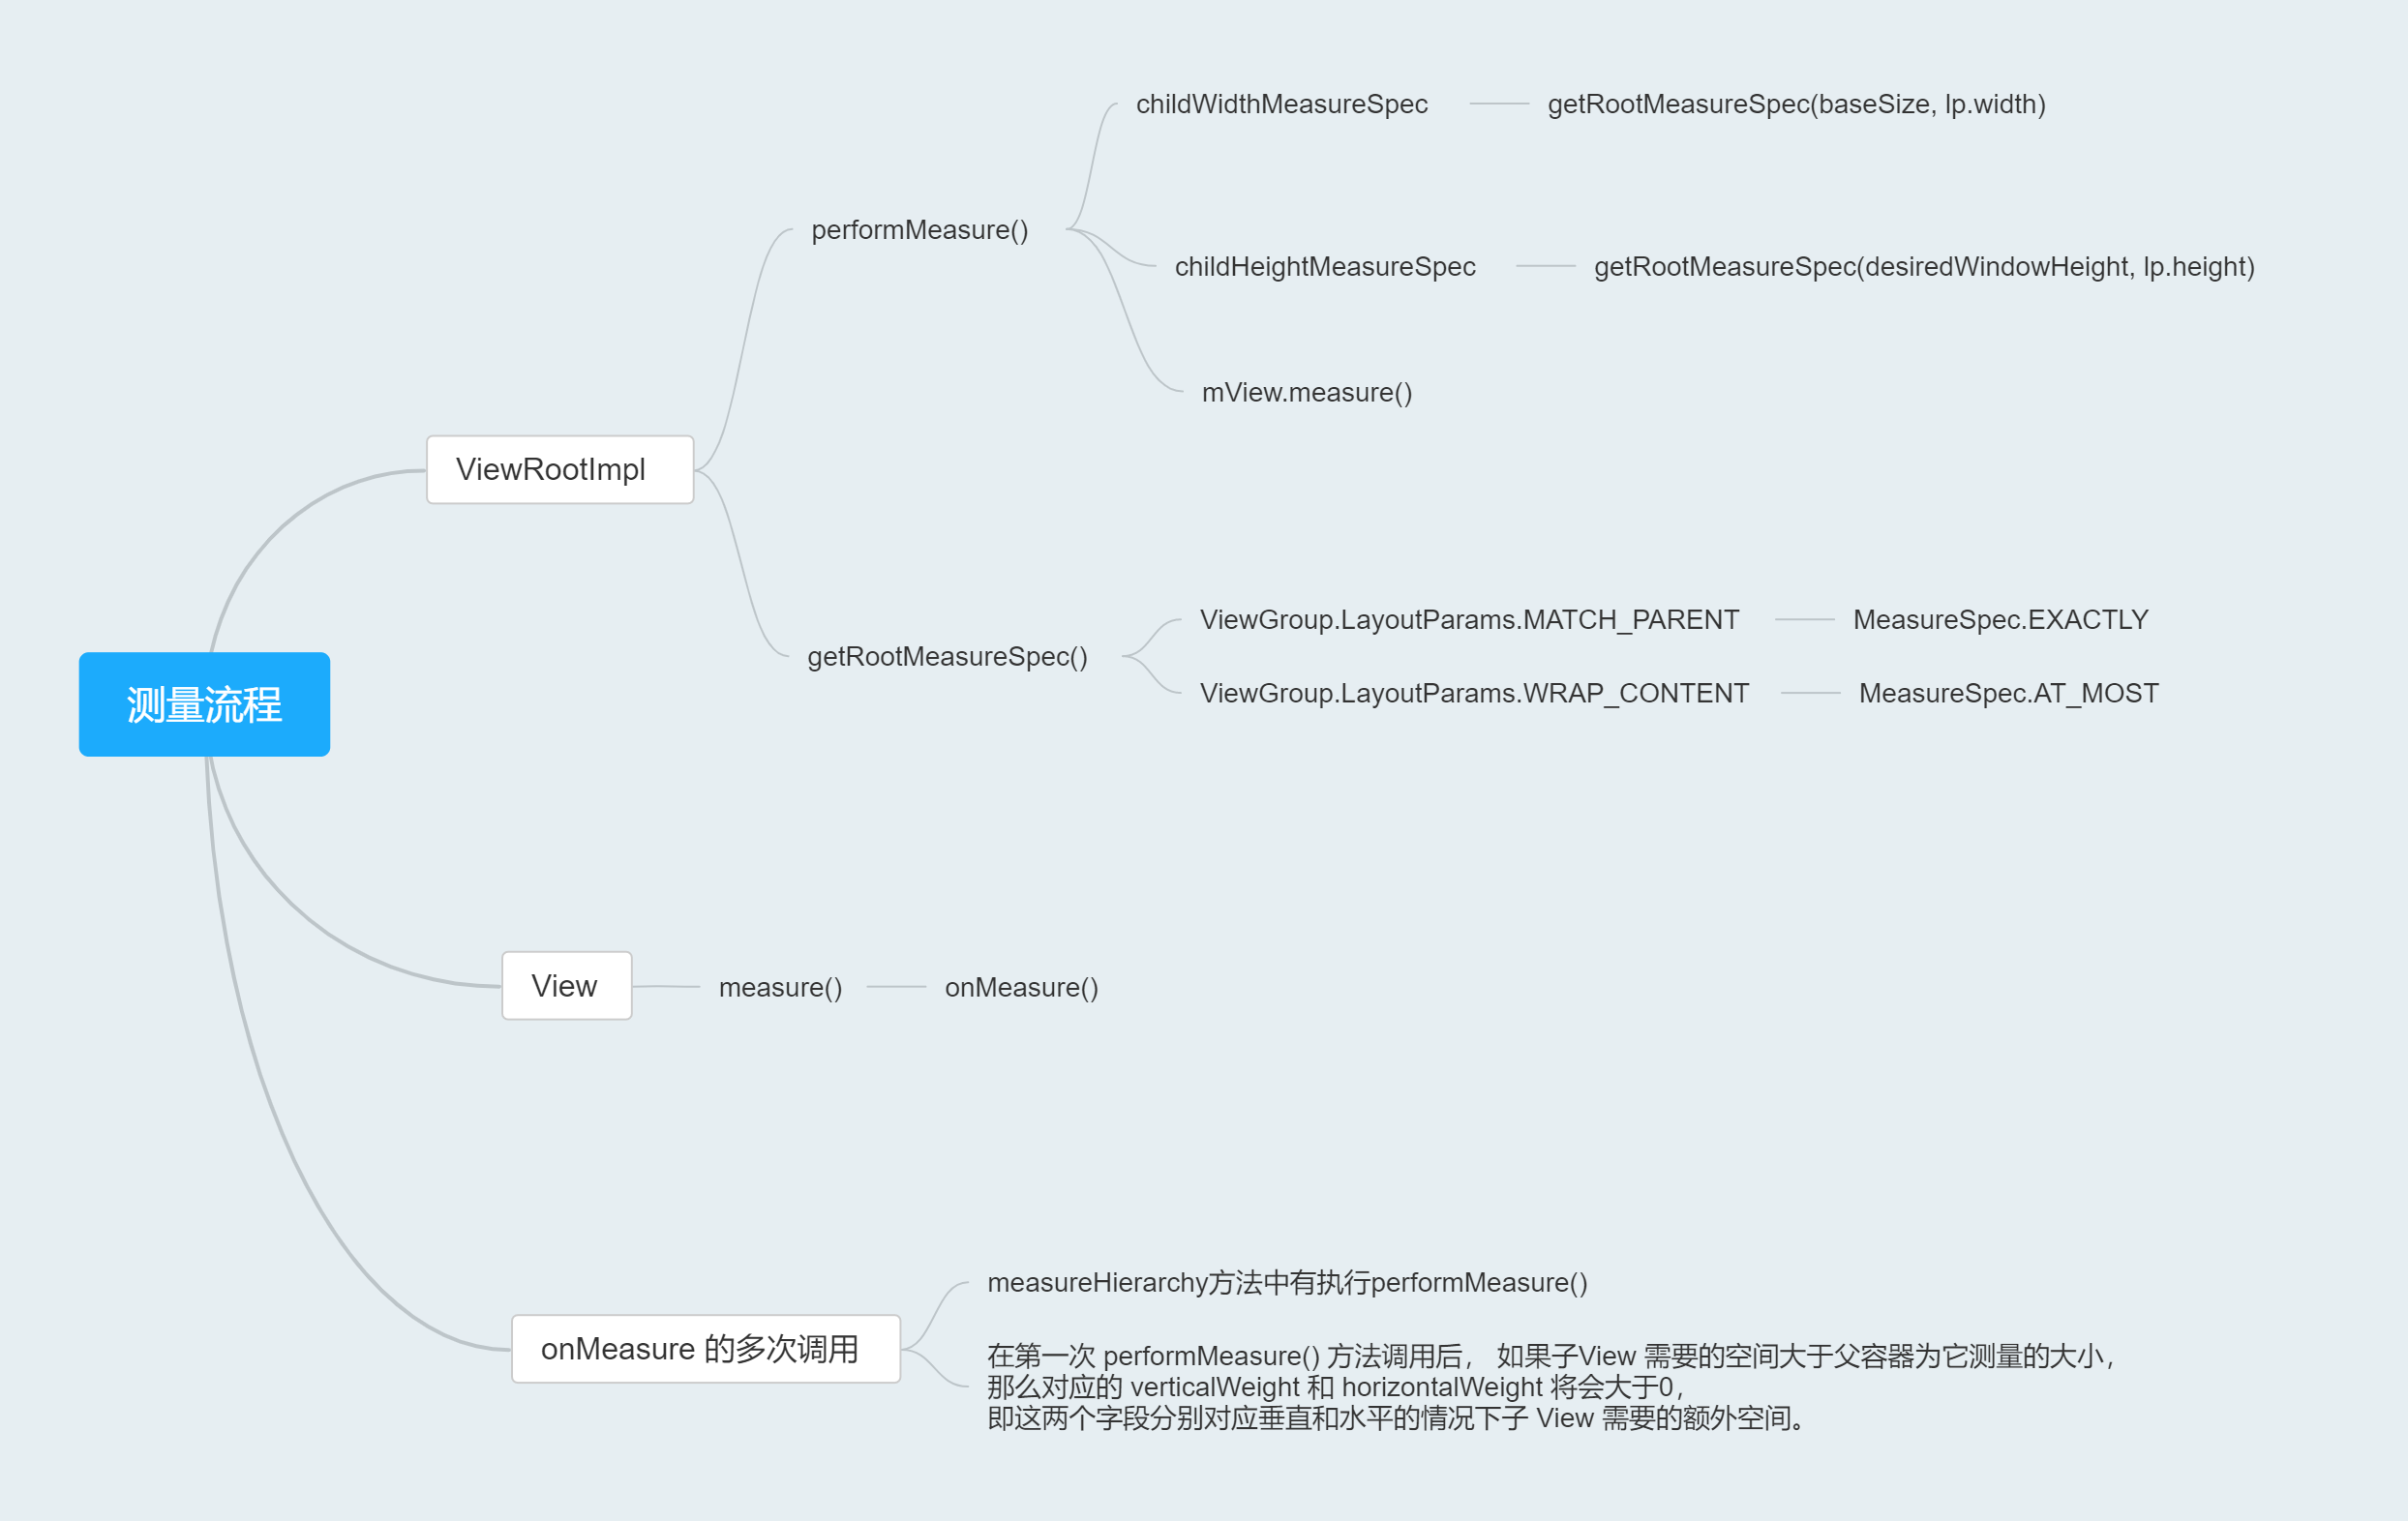 测量流程
ViewRootImpl
performMeasure()
childWidthMeasureSpec
getRootMeasureSpec(baseSize, lp.width)
childHeightMeasureSpec
getRootMeasureSpec(desiredWindowHeight, lp.height)
mView.measure()
getRootMeasureSpec()
ViewGroup.LayoutParams.MATCH_PARENT
MeasureSpec.EXACTLY
ViewGroup.LayoutParams.WRAP_CONTENT
MeasureSpec.AT_MOST
View
measure()
onMeasure()
onMeasure 的多次调用
measureHierarchy方法中有执行performMeasure()
在第一次 performMeasure() 方法调用后， 如果子View 需要的空间大于父容器为它测量的大小，
那么对应的 verticalWeight 和 horizontalWeight 将会大于0，
即这两个字段分别对应垂直和水平的情况下子 View 需要的额外空间。